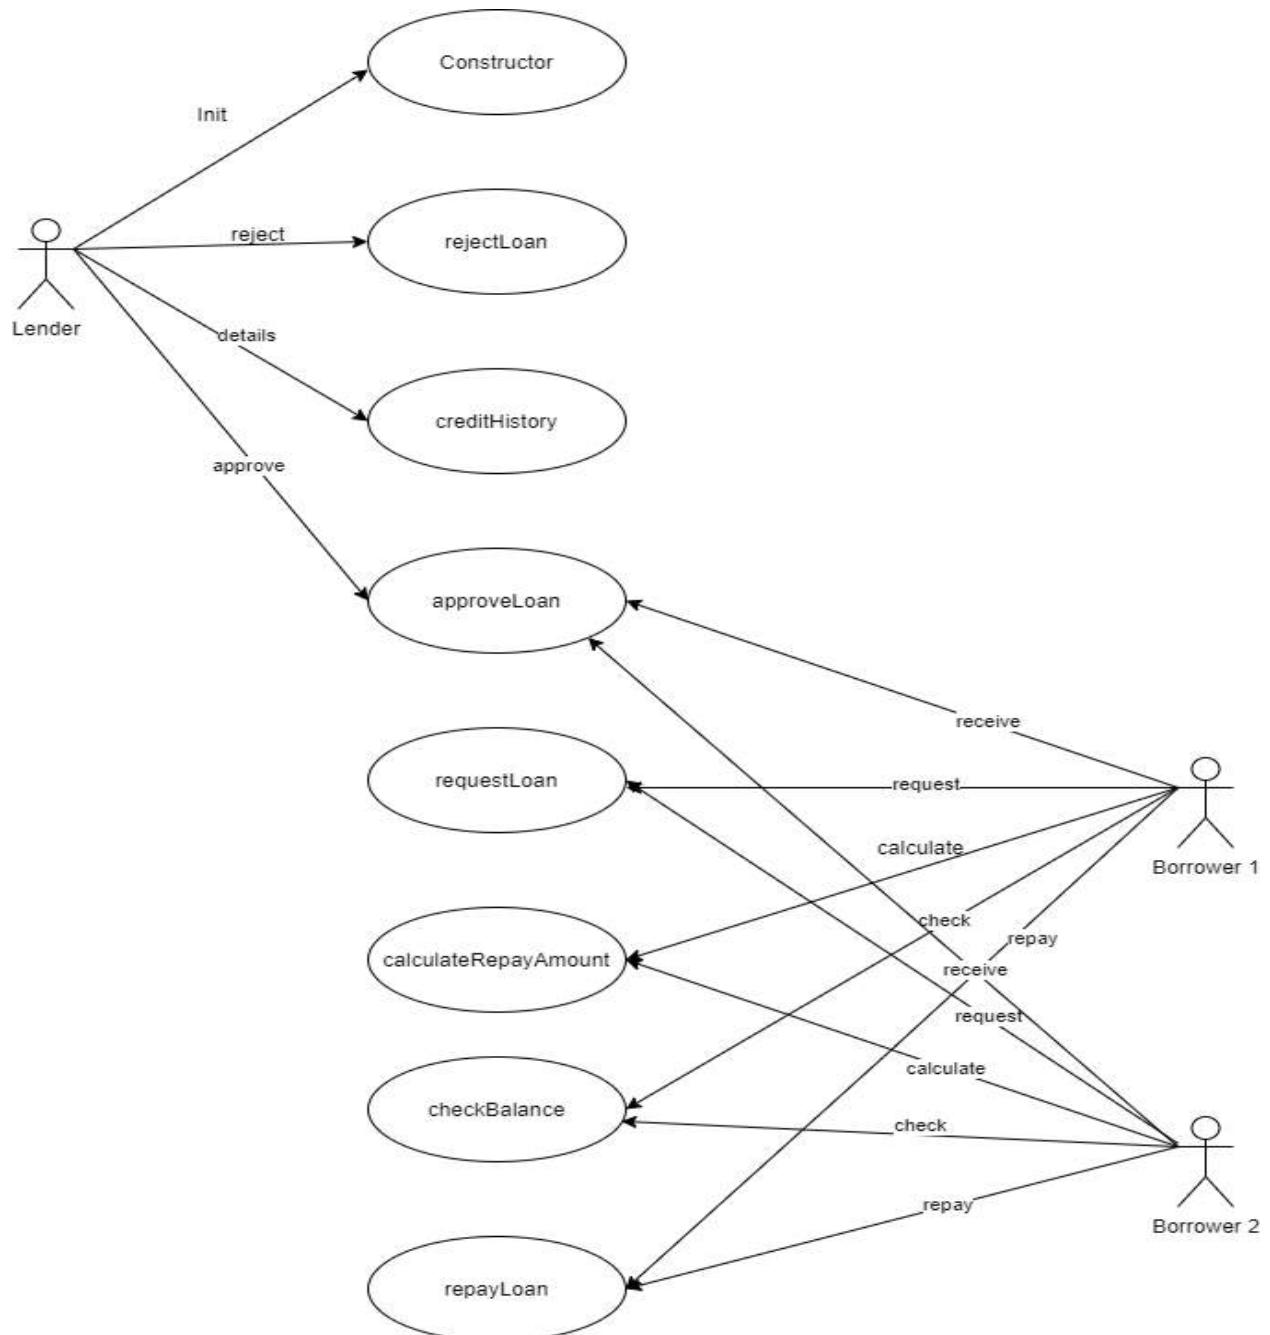 Constructor
Init
reject
rejectLoan
Lender
details
creditHistory
approve
approveLoan
receive
requestLoan
request
calculate
Borrower 1
check
repay
calculateRepayAmount
receive
request
calculate
checkBalance
check
repay
Borrower 2
repayLoan